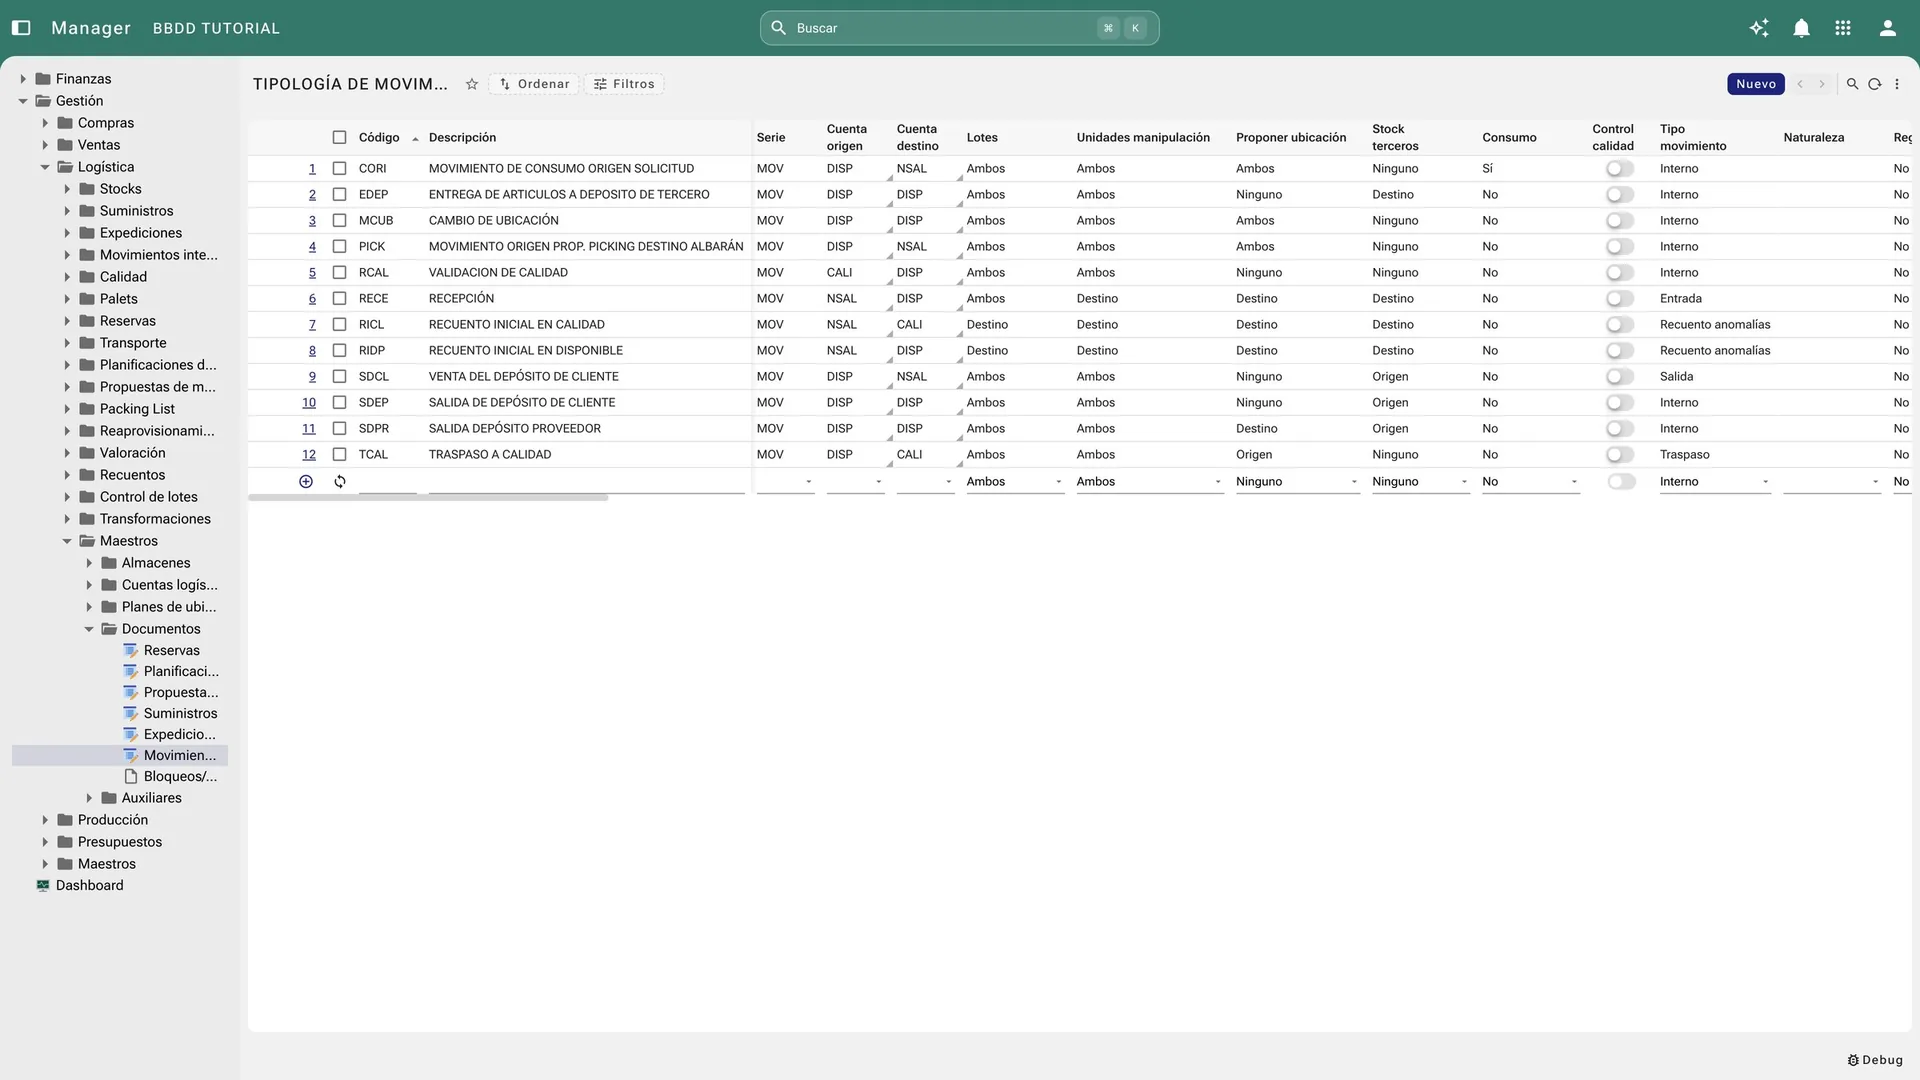 Manager BBDD TUTORIAL
Buscar ⌘ K
Finanzas
Gestión
Compras
Ventas
Logística
Stocks
Suministros
Expediciones
Movimientos inte...
Calidad
Palets
Reservas
Transporte
Planificaciones d...
Propuestas de m...
Packing List
Reaprovisionami...
Valoración
Recuentos
Control de lotes
Transformaciones
Maestros
Almacenes
Cuentas logís...
Planes de ubi...
Documentos
Reservas
Planificaci...
Propuesta...
Suministros
Expedicio...
Movimien...
Bloqueos/...
Auxiliares
Producción
Presupuestos
Maestros
Dashboard
TIPOLOGÍA DE MOVIM... Ordenar Filtros Nuevo
Código Descripción Serie Cuenta origen Cuenta destino Lotes Unidades manipulación Proponer ubicación Stock terceros Consumo Control calidad Tipo movimiento Naturaleza Reg
1 CORI MOVIMIENTO DE CONSUMO ORIGEN SOLICITUD MOV DISP NSAL Ambos Ambos Ambos Ninguno Sí Interno No
2 EDEP ENTREGA DE ARTICULOS A DEPOSITO DE TERCERO MOV DISP DISP Ambos Ambos Ninguno Destino No Interno No
3 MCUB CAMBIO DE UBICACIÓN MOV DISP DISP Ambos Ambos Ambos Ninguno No Interno No
4 PICK MOVIMIENTO ORIGEN PROP. PICKING DESTINO ALBARÁN MOV DISP NSAL Ambos Ambos Ambos Ninguno No Interno No
5 RCAL VALIDACION DE CALIDAD MOV CALI DISP Ambos Ambos Ninguno Ninguno No Interno No
6 RECE RECEPCIÓN MOV NSAL DISP Ambos Destino Destino Destino No Entrada No
7 RICL RECUENTO INICIAL EN CALIDAD MOV NSAL CALI Destino Destino Destino Destino No Recuento anomalías No
8 RIDP RECUENTO INICIAL EN DISPONIBLE MOV NSAL DISP Destino Destino Destino Destino No Recuento anomalías No
9 SDCL VENTA DEL DEPÓSITO DE CLIENTE MOV DISP NSAL Ambos Ambos Ninguno Origen No Salida No
10 SDEP SALIDA DE DEPÓSITO DE CLIENTE MOV DISP DISP Ambos Ambos Ninguno Origen No Interno No
11 SDPR SALIDA DEPÓSITO PROVEEDOR MOV DISP DISP Ambos Ambos Destino Origen No Interno No
12 TCAL TRASPASO A CALIDAD MOV DISP CALI Ambos Ambos Origen Ninguno No Traspaso No
Ambos Ambos Ninguno Ninguno No Interno No
Debug